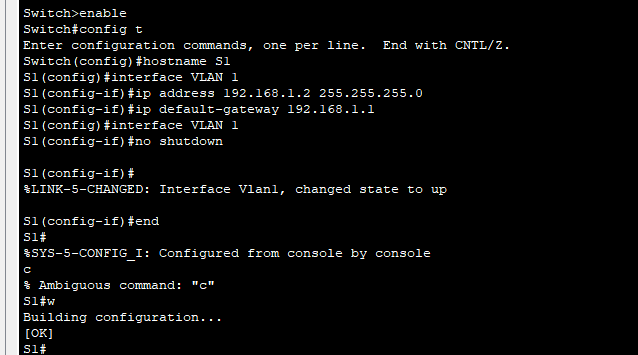 Switch>enable
Switch#config t
Enter configuration commands, one per line.  End with CNTL/Z.
Switch(config)#hostname S1
S1(config)#interface VLAN 1
S1(config-if)#ip address 192.168.1.2 255.255.255.0
S1(config-if)#ip default-gateway 192.168.1.1
S1(config)#interface VLAN 1
S1(config-if)#no shutdown
S1(config-if)#
%LINK-5-CHANGED: Interface Vlan1, changed state to up
S1(config-if)#end
S1#
%SYS-5-CONFIG_I: Configured from console by console
c
% Ambiguous command: "c"
S1#w
Building configuration...
[OK]
S1#